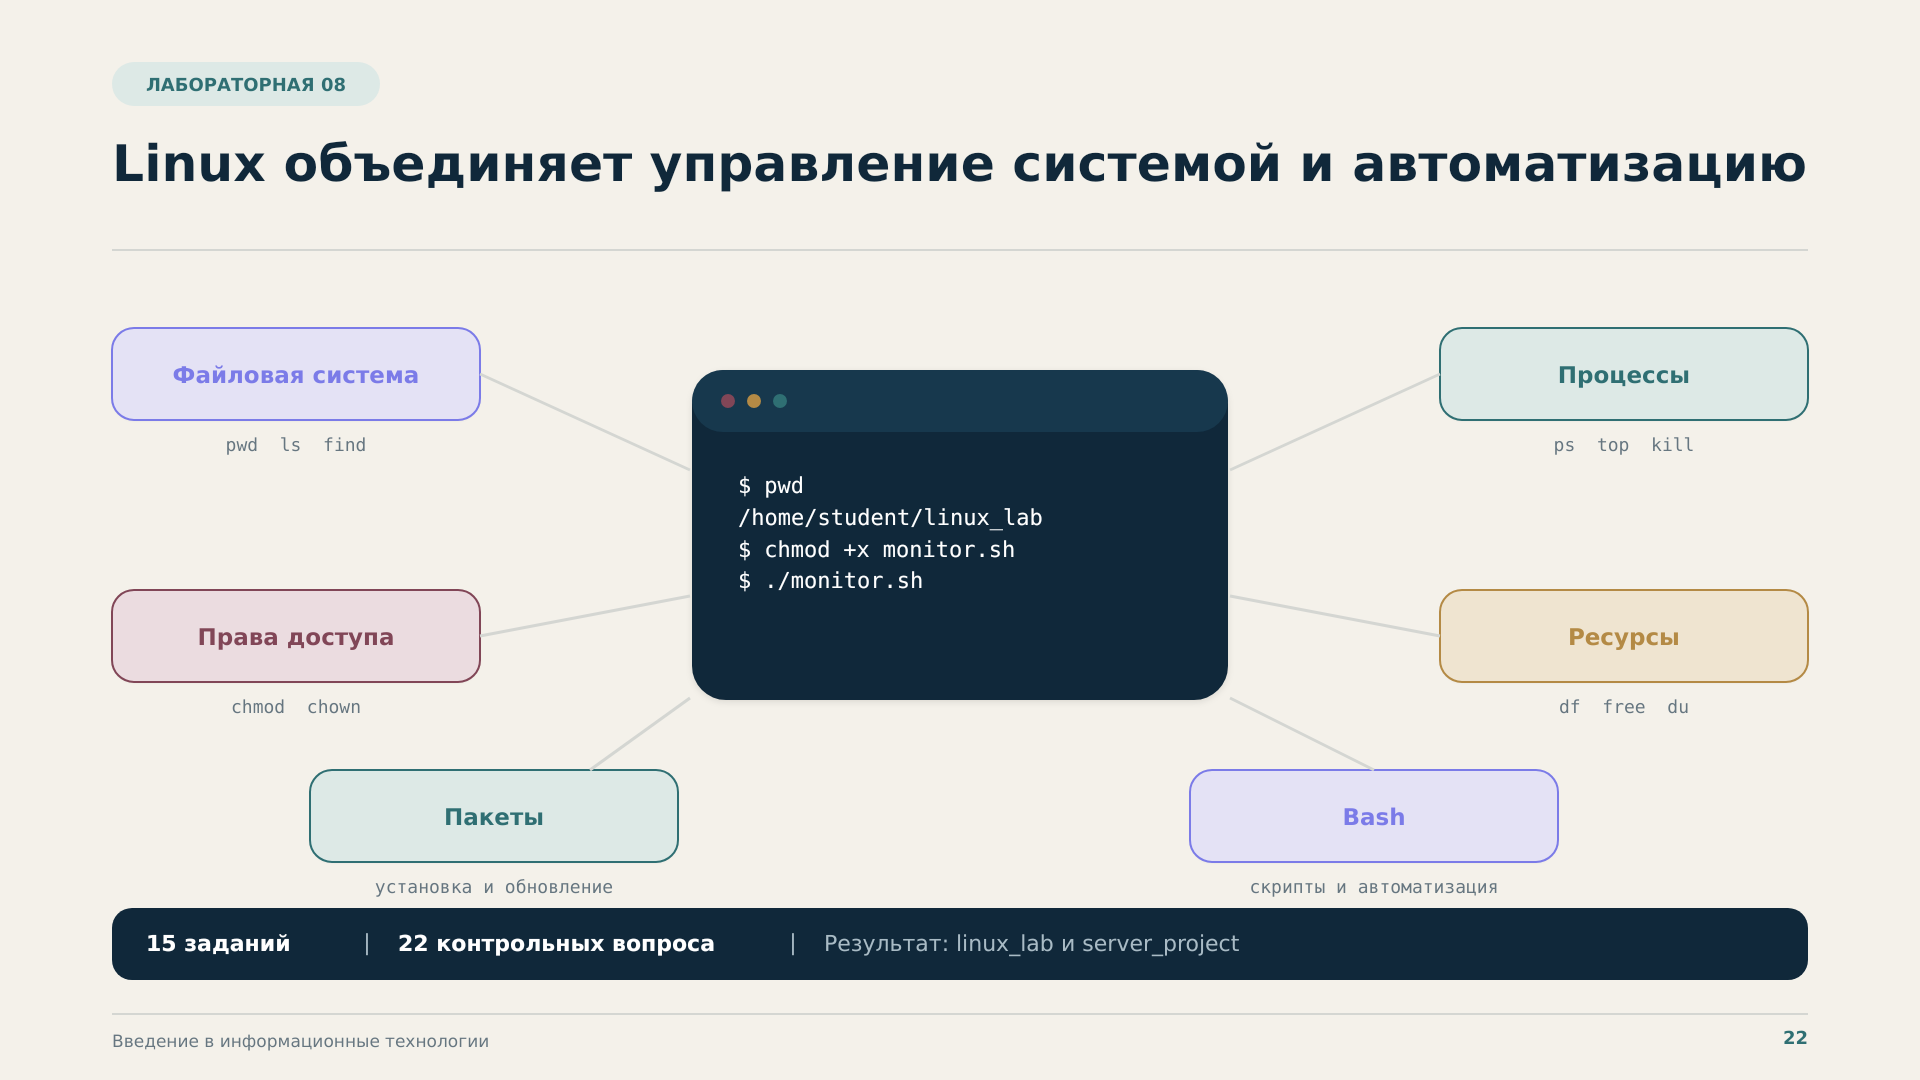 ЛАБОРАТОРНАЯ 08
Linux объединяет управление системой и автоматизацию
Файловая система
pwd ls find
Процессы
ps top kill
$ pwd
/home/student/linux_lab
$ chmod +x monitor.sh
$ ./monitor.sh
Права доступа
chmod chown
Ресурсы
df free du
Пакеты
установка и обновление
Bash
скрипты и автоматизация
15 заданий | 22 контрольных вопроса | Результат: linux_lab и server_project
Введение в информационные технологии
22